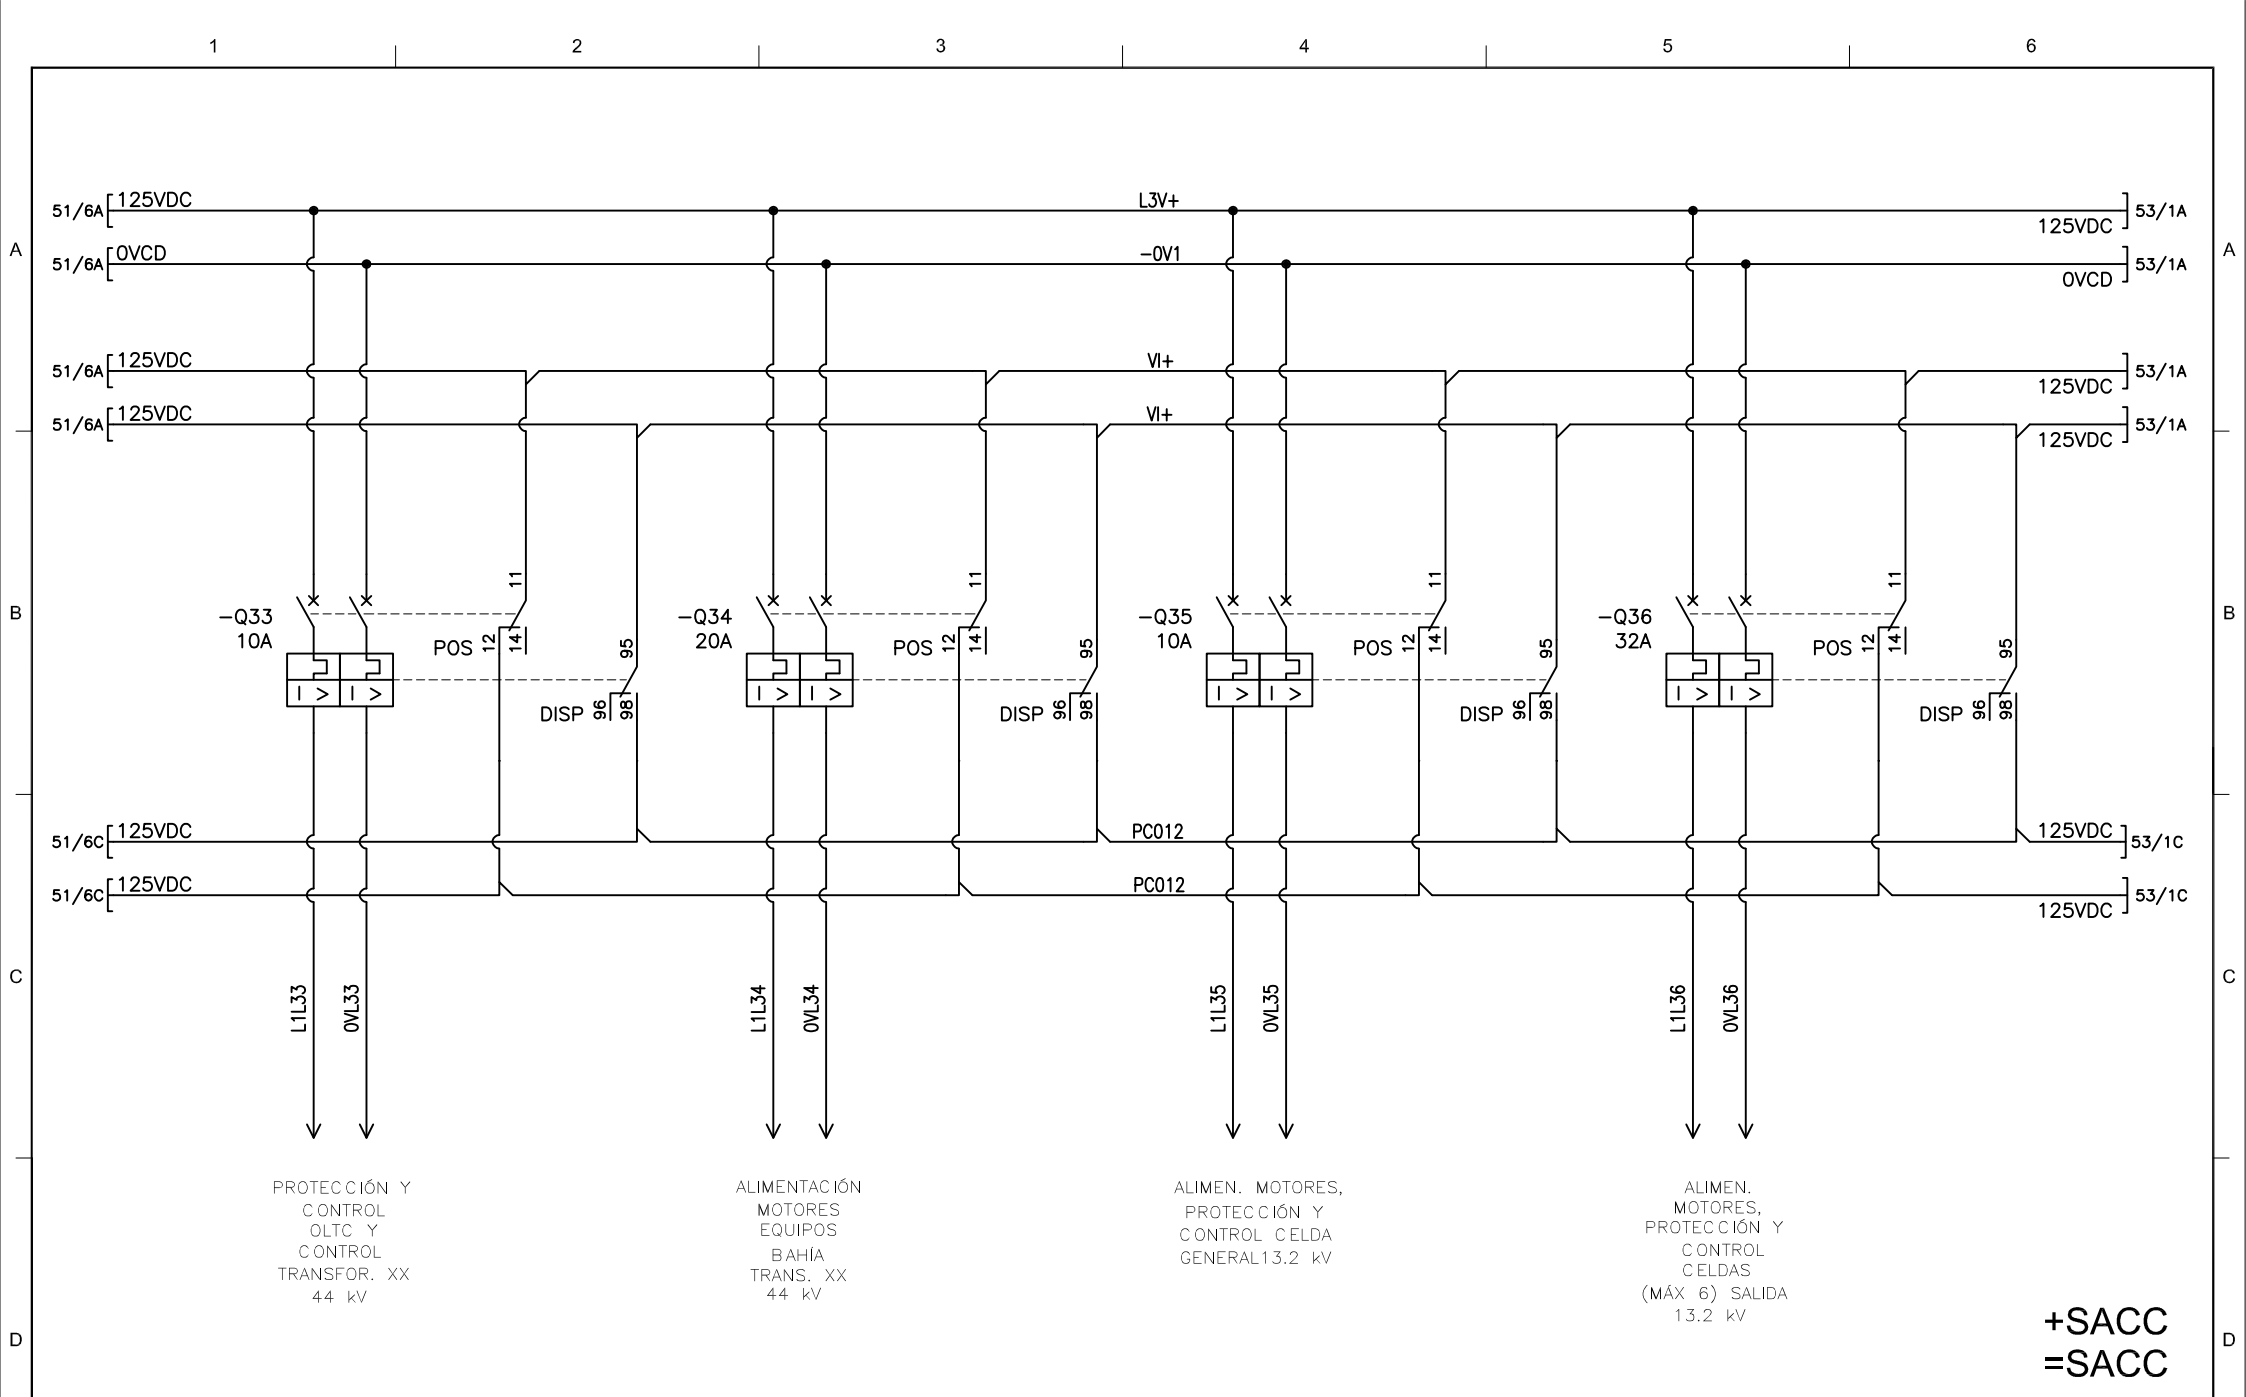 1 2 3 4 5 6
51/6A 125VDC L3V+ 125VDC 53/1A
A 51/6A 0VCD -0V1 0VCD 53/1A A
51/6A 125VDC VI+ 125VDC 53/1A
51/6A 125VDC VI+ 125VDC 53/1A
B B
-Q33
10A
POS 11 12 14
DISP 95 96 98
-Q34
20A
POS 11 12 14
DISP 95 96 98
-Q35
10A
POS 11 12 14
DISP 95 96 98
-Q36
32A
POS 11 12 14
DISP 95 96 98
I > I > I > I > I > I > I > I >
51/6C 125VDC PC012 125VDC 53/1C
51/6C 125VDC PC012 125VDC 53/1C
C C
L1L33 0VL33 L1L34 0VL34 L1L35 0VL35 L1L36 0VL36
PROTECCIÓN Y
CONTROL
OLTC Y
CONTROL
TRANSFOR. XX
44 kV
ALIMENTACIÓN
MOTORES
EQUIPOS
BAHÍA
TRANS. XX
44 kV
ALIMEN. MOTORES,
PROTECCIÓN Y
CONTROL CELDA
GENERAL13.2 kV
ALIMEN.
MOTORES,
PROTECCIÓN Y
CONTROL
CELDAS
(MÁX 6) SALIDA
13.2 kV
D D
+SACC
=SACC